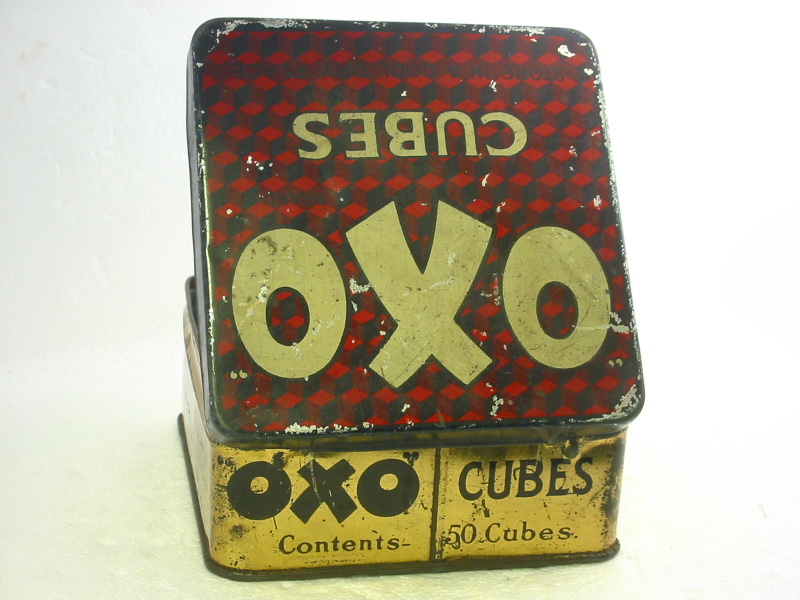 "OXO"
CUBES
"OXO" CUBES
Contents- 50 Cubes.